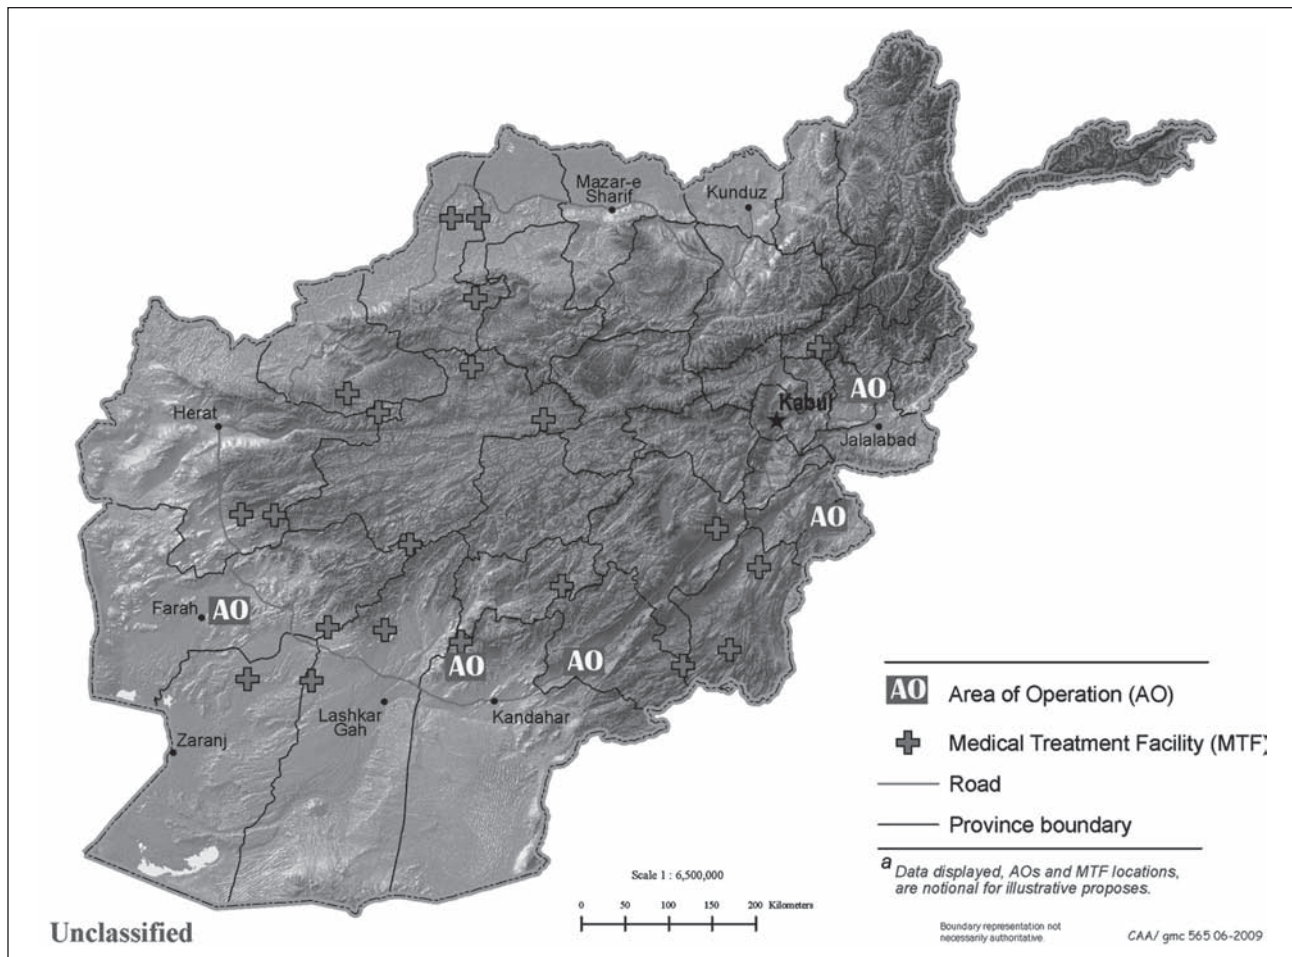 Mazar-e
Sharif
Kunduz
AO
Kabul
Herat
Jalalabad
AO
Farah
AO
AO
AO
Lashkar
Gah
Kandahar
Zaranj
AO Area of Operation (AO)
Medical Treatment Facility (MTF)
Road
Province boundary
a Data displayed, AOs and MTF locations,
are notional for illustrative proposes.
Scale 1 : 6,500,000
0 50 100 150 200 Kilometers
Unclassified
Boundary representation not
necessarily authoritative.
CAA/ gmc 565 06-2009